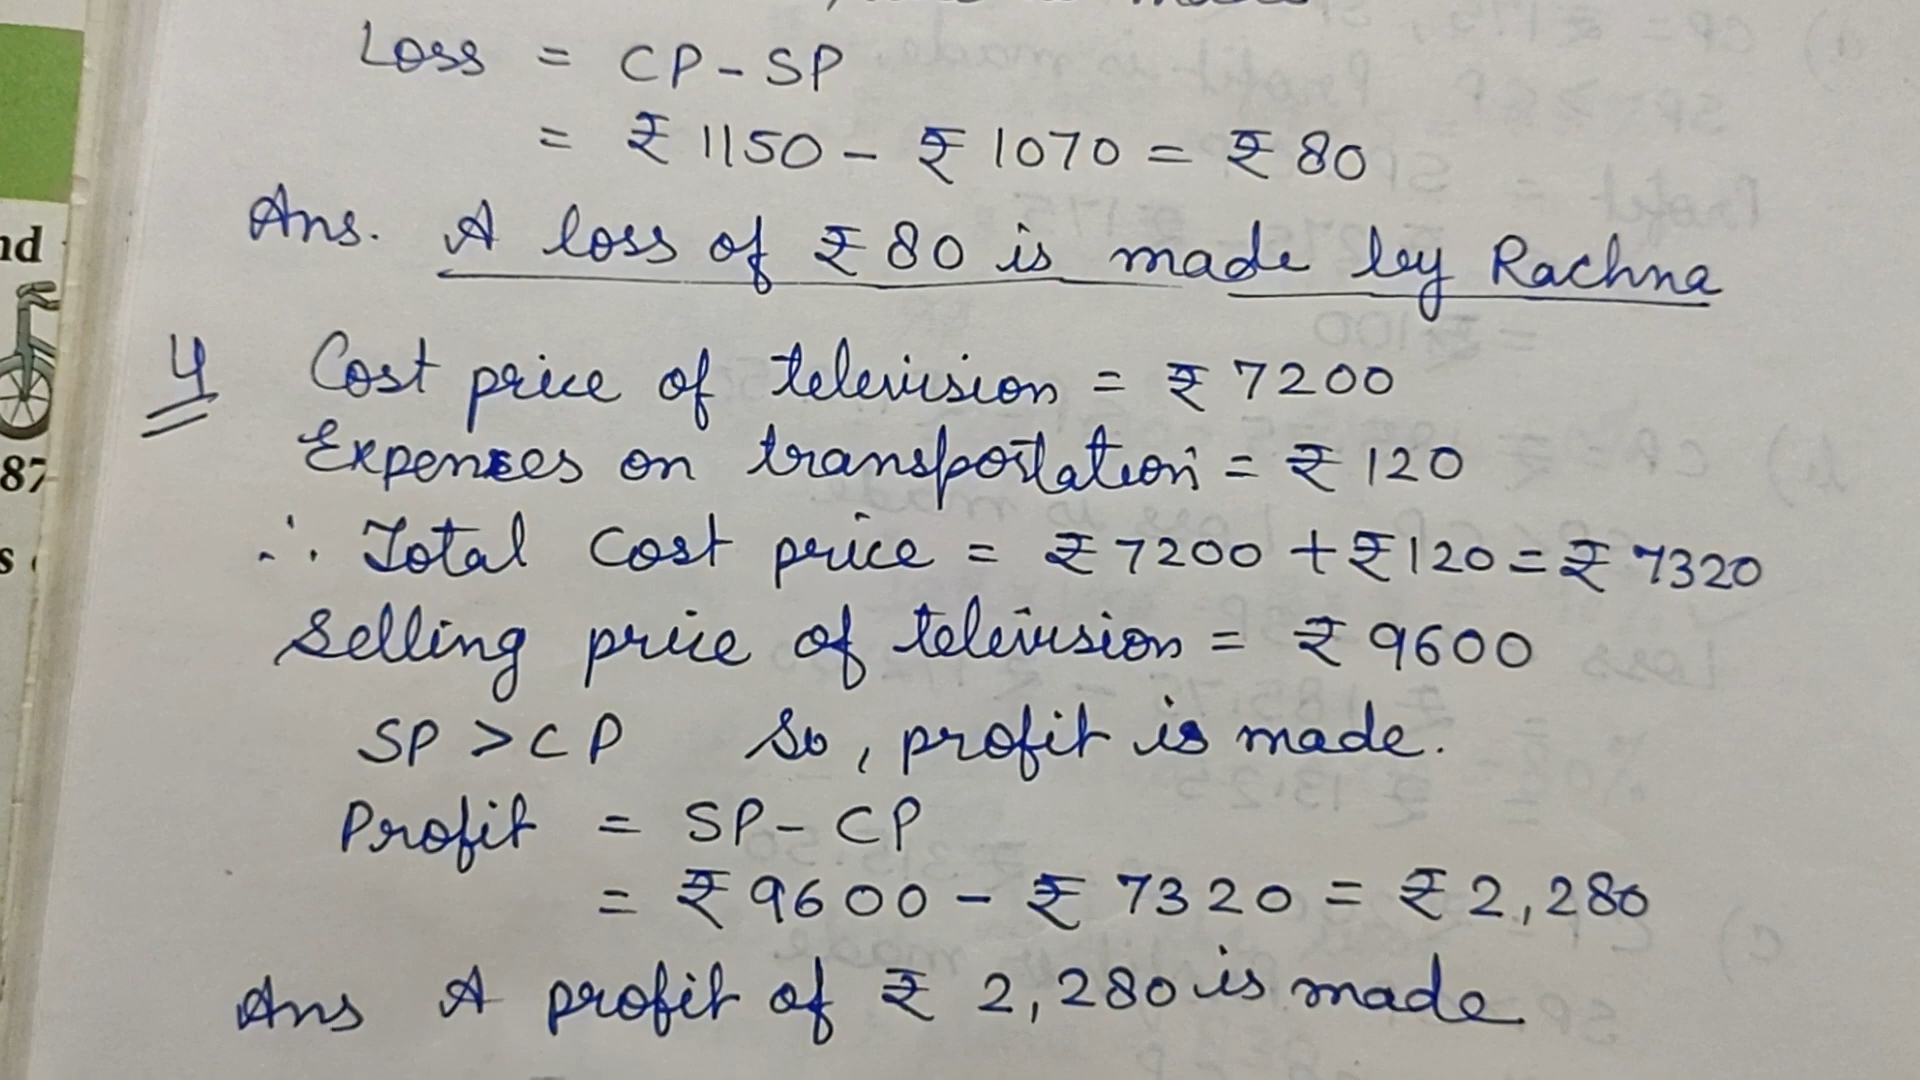 Loss = CP - SP
= ₹ 1150 - ₹ 1070 = ₹ 80
Ans. A loss of ₹ 80 is made by Rachna
4 Cost price of television = ₹ 7200
Expenses on transportation = ₹ 120
∴ Total Cost price = ₹ 7200 + ₹ 120 = ₹ 7320
Selling price of television = ₹ 9600
SP > CP So, profit is made.
Profit = SP - CP
= ₹ 9600 - ₹ 7320 = ₹ 2,280
Ans A profit of ₹ 2,280 is made
nd
87
s